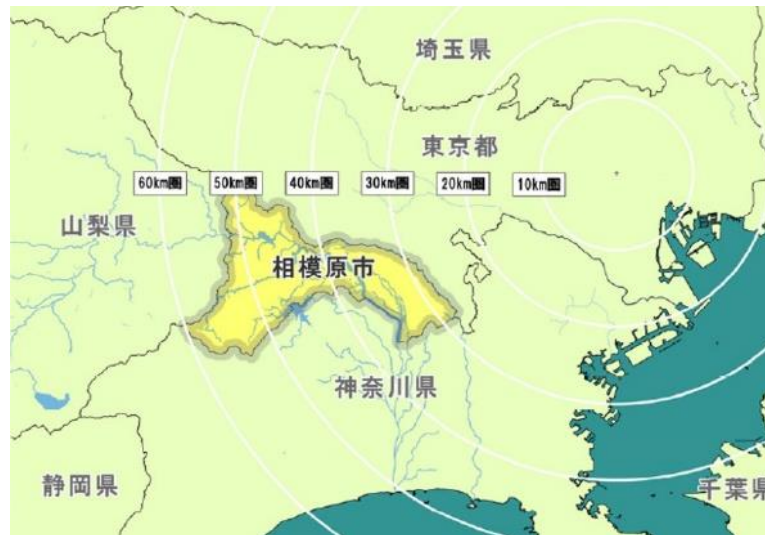 埼玉県
東京都
60km圏
50km圏
40km圏
30km圏
20km圏
10km圏
山梨県
相模原市
神奈川県
静岡県
千葉県